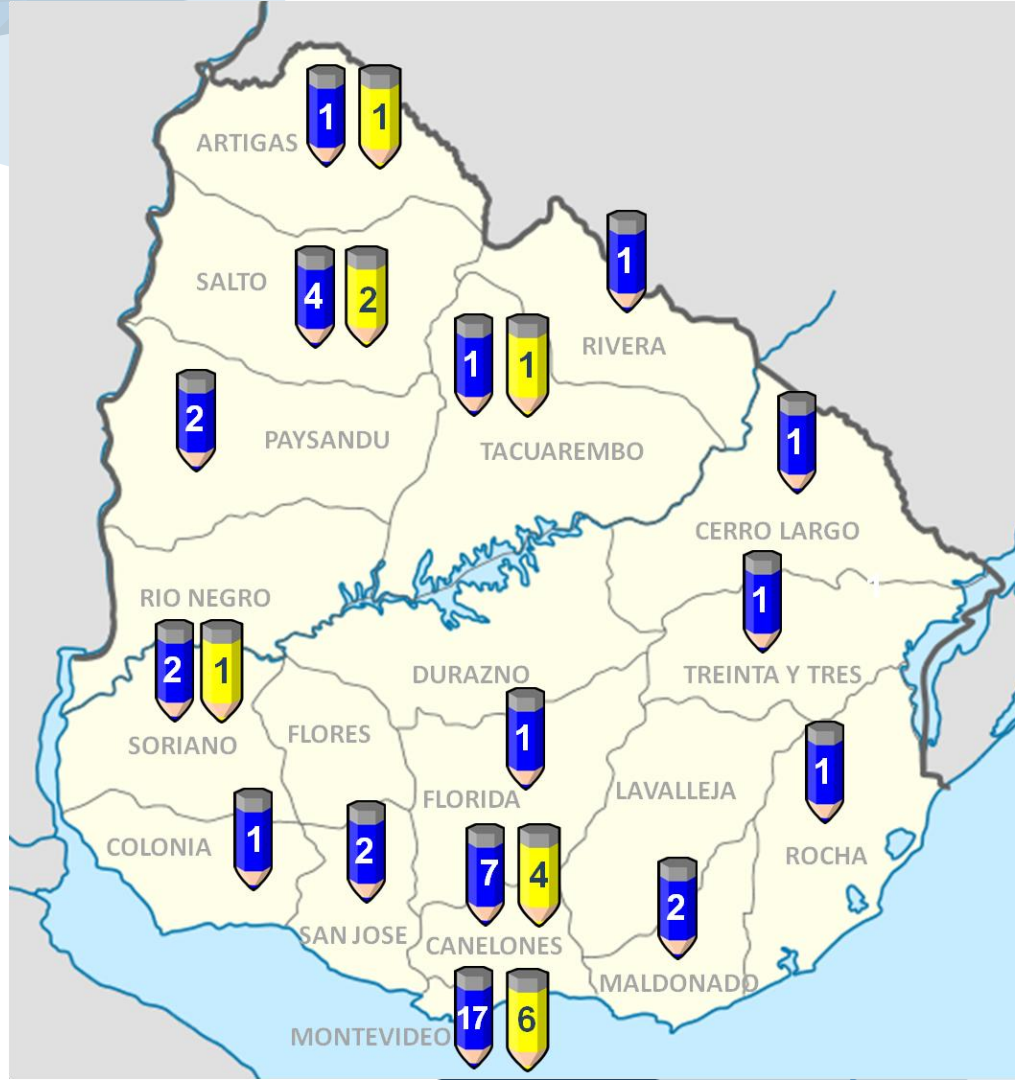 1 1
ARTIGAS
1
SALTO 4 2
1 1
RIVERA
2
PAYSANDU
TACUAREMBO
1
CERRO LARGO
1
1
RIO NEGRO
2 1
DURAZNO
TREINTA Y TRES
SORIANO
FLORES
1
1
LAVALLEJA
FLORIDA
COLONIA
1
2
7 4
ROCHA
2
SAN JOSE
CANELONES
MALDONADO
MONTEVIDEO 17 6